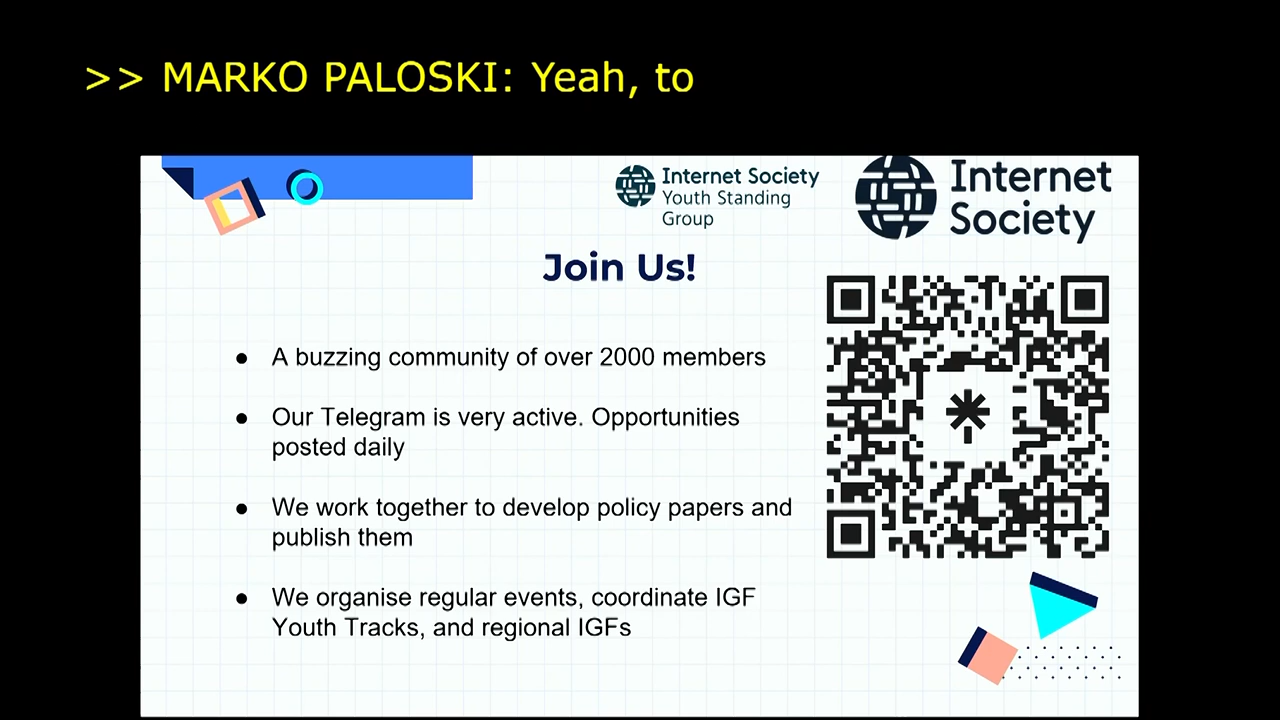 >> MARKO PALOSKI: Yeah, to
Internet Society
Youth Standing
Group
Internet
Society
Join Us!
● A buzzing community of over 2000 members
● Our Telegram is very active. Opportunities
posted daily
● We work together to develop policy papers and
publish them
● We organise regular events, coordinate IGF
Youth Tracks, and regional IGFs